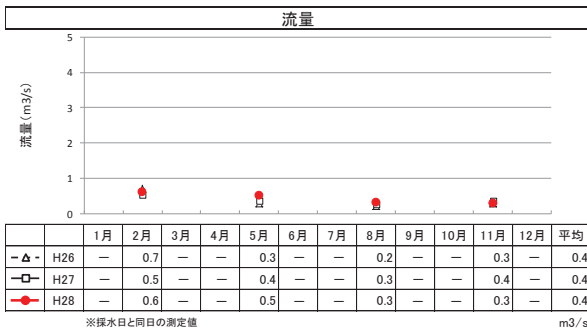 流量
5
4
3
2
1
0
流量(m3/s)
1月 2月 3月 4月 5月 6月 7月 8月 9月 10月 11月 12月 平均
H26 — 0.7 — — 0.3 — — 0.2 — — 0.3 — 0.4
H27 — 0.5 — — 0.4 — — 0.3 — — 0.4 — 0.4
H28 — 0.6 — — 0.5 — — 0.3 — — 0.3 — 0.4
※採水日と同日の測定値 m3/s